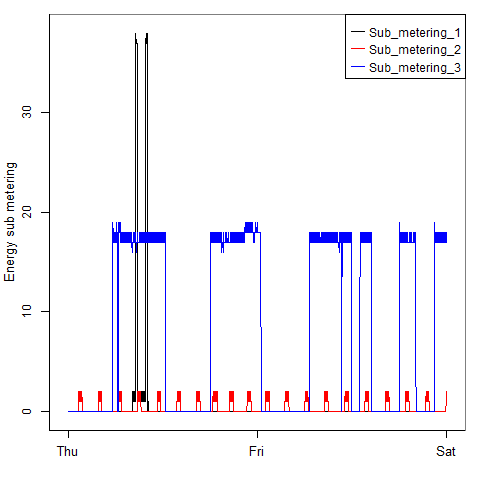 Sub_metering_1
Sub_metering_2
Sub_metering_3
Energy sub metering
30
20
10
0
Thu Fri Sat